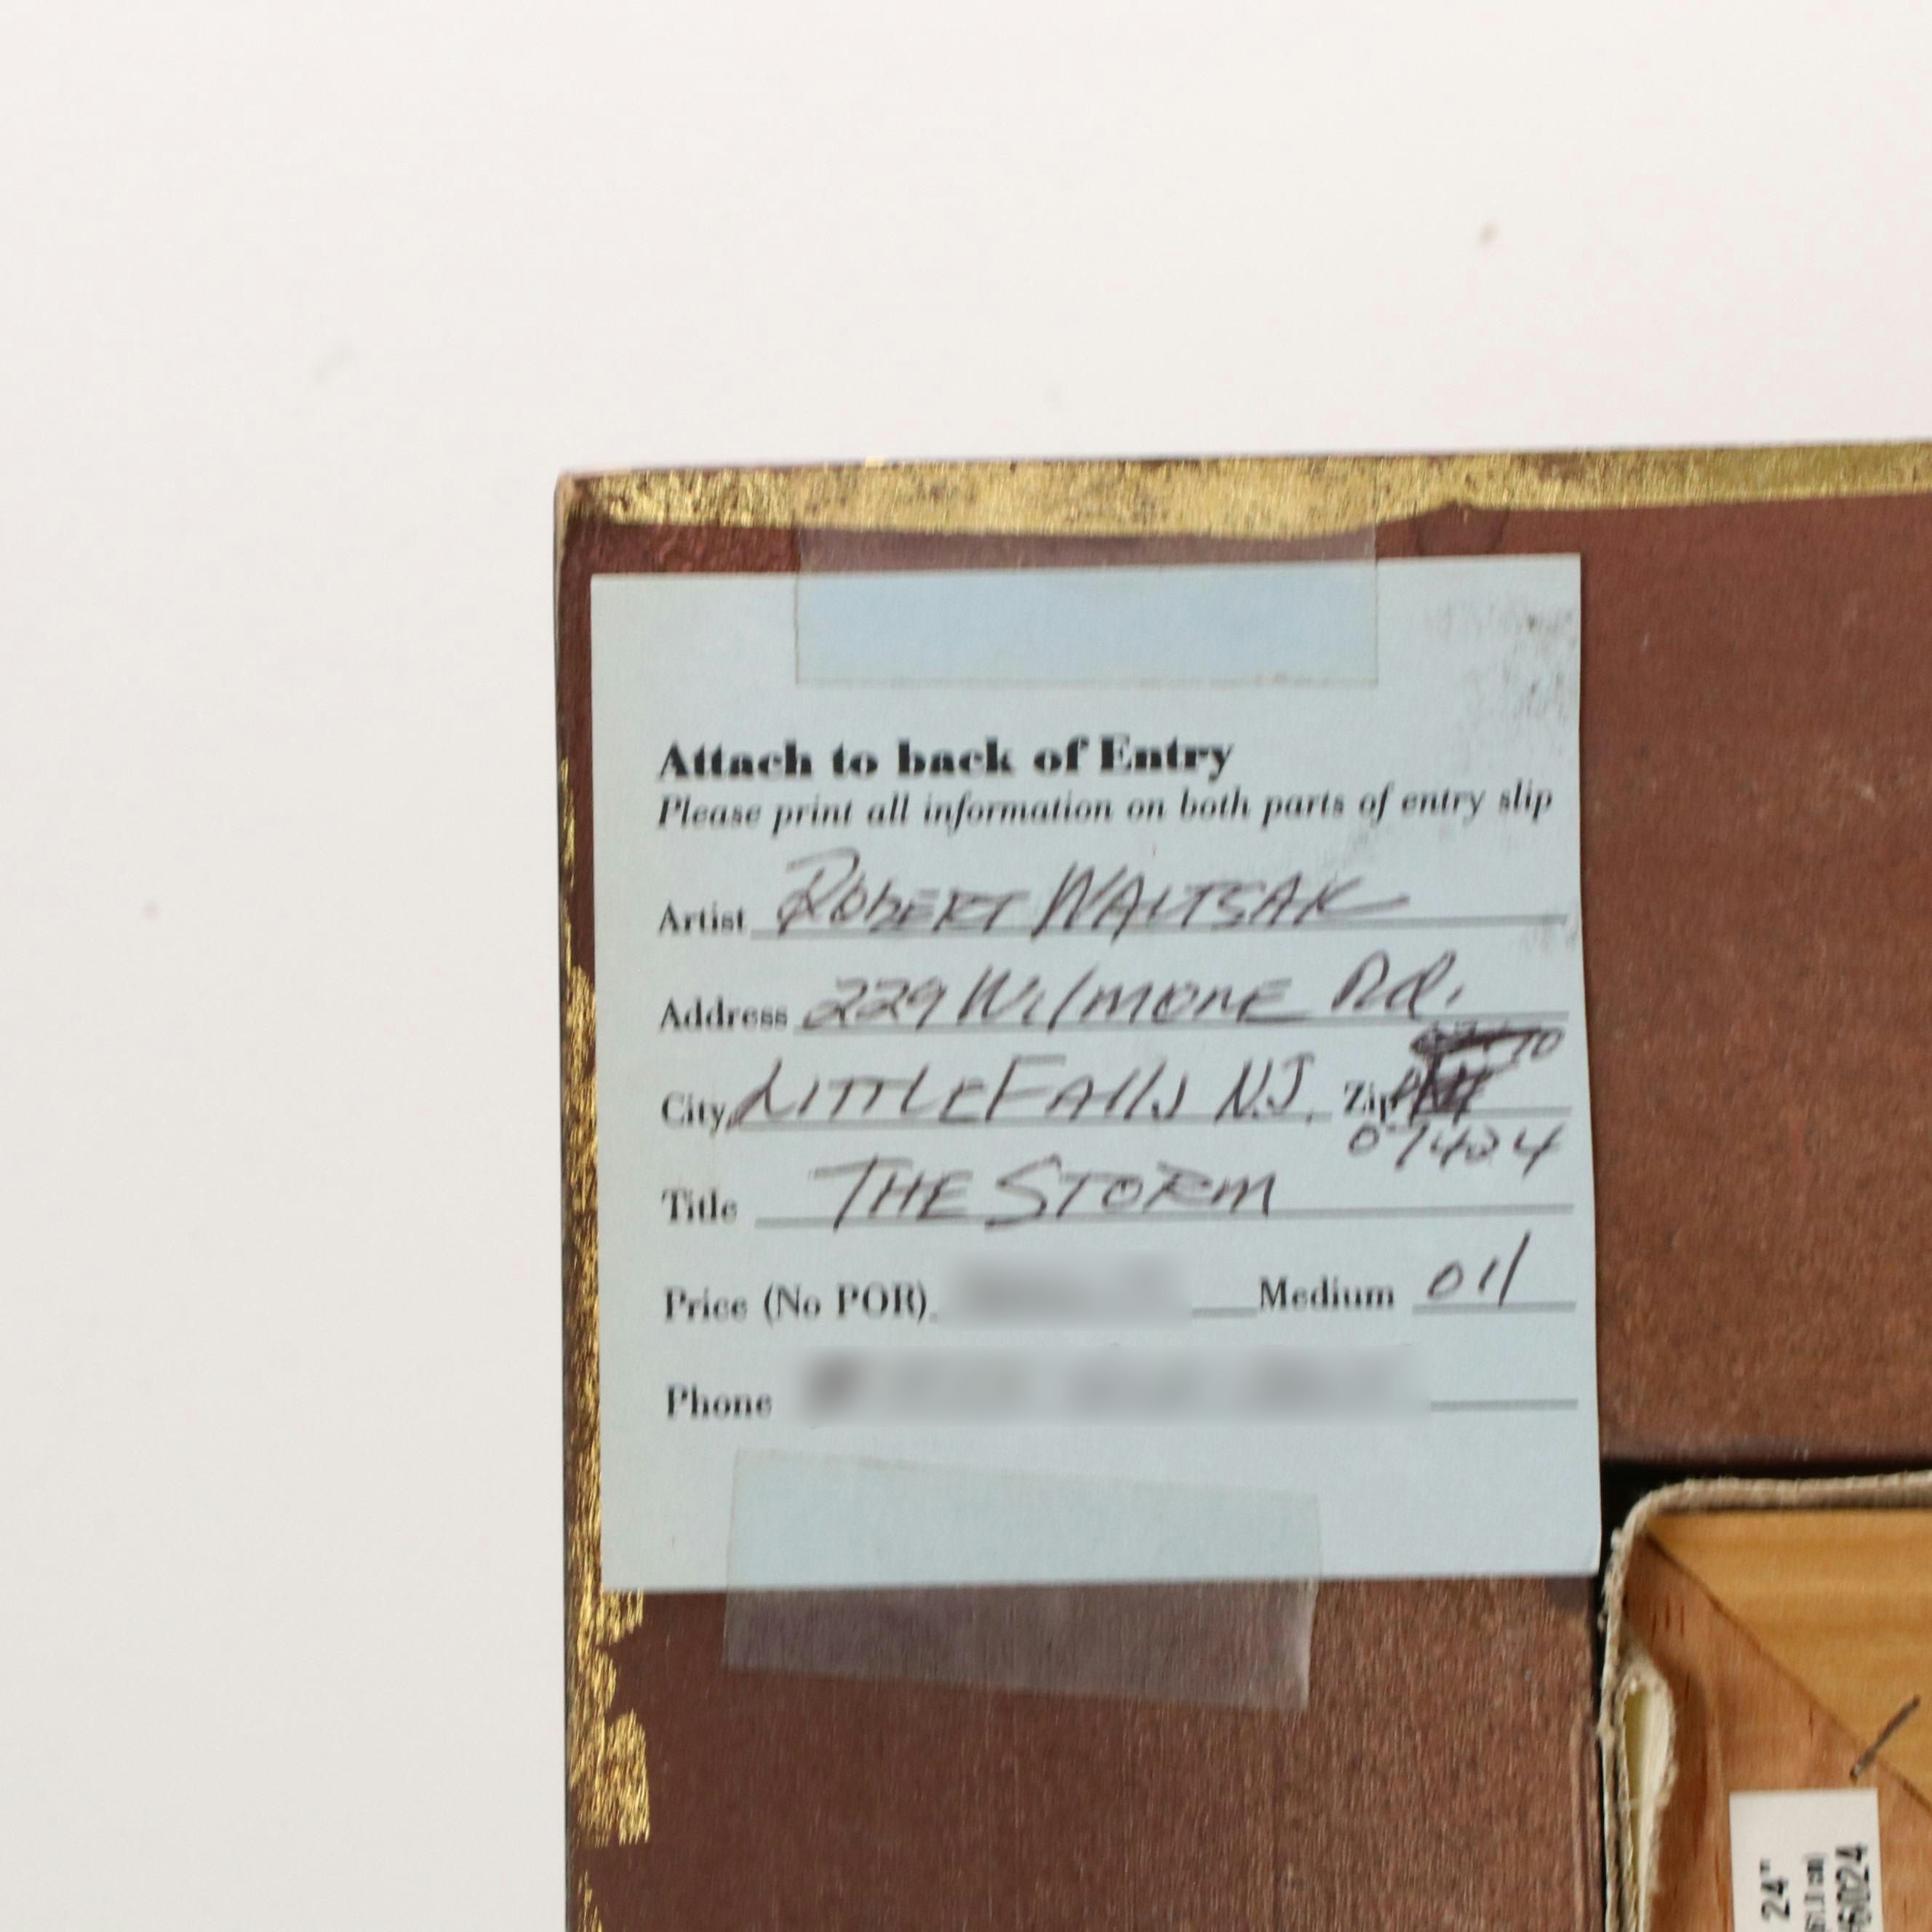 Attach to back of Entry
Please print all information on both parts of entry slip
Artist ROBERT WALTSAK
Address 229 Wilmore Rd.
City LITTLE FAllS N.J. Zip
07424
Title THE STORM
Price (No POR) Medium oil
Phone
24"
6024